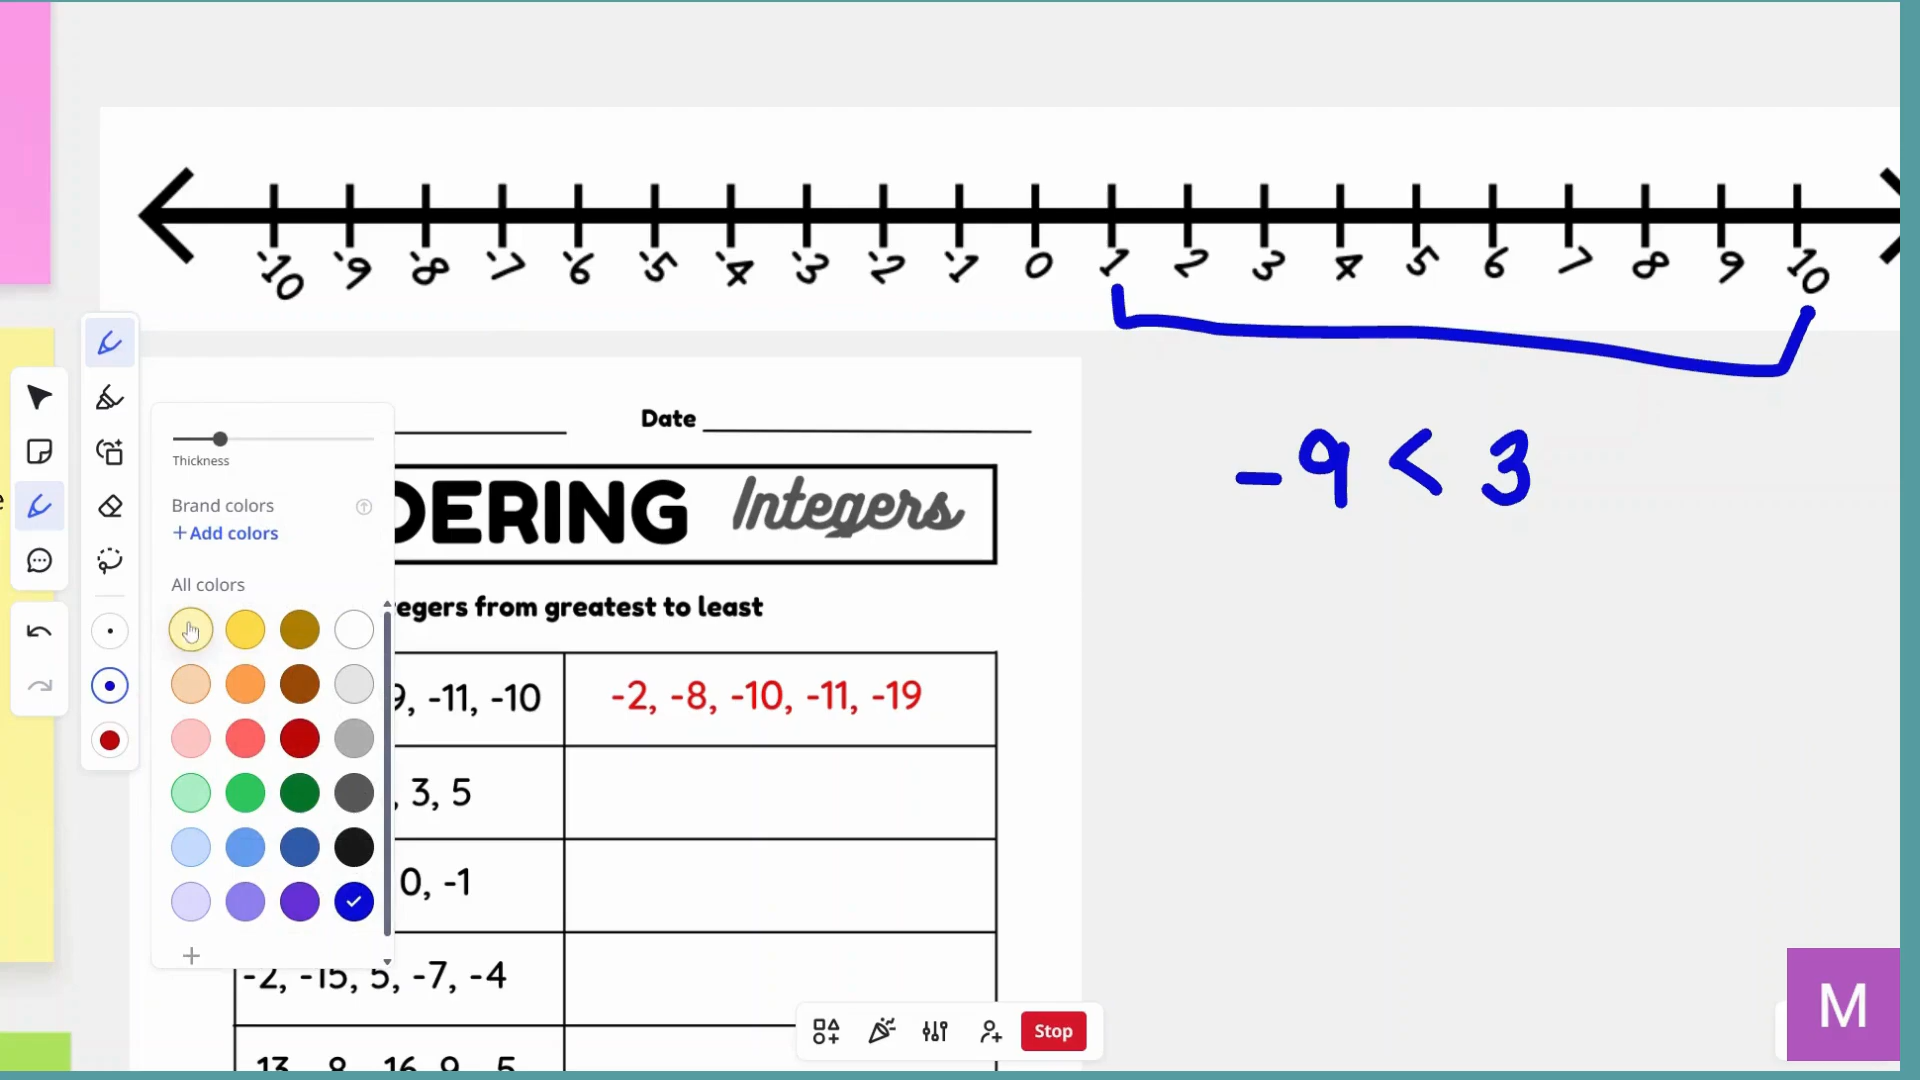 -10 -9 -8 -7 -6 -5 -4 -3 -2 -1 0 1 2 3 4 5 6 7 8 9 10
Date
-9 < 3
Thickness
Brand colors
+Add colors
DERING Integers
All colors
tegers from greatest to least
9, -11, -10
-2, -8, -10, -11, -19
, 3, 5
0, -1
-2, -15, 5, -7, -4
Stop
M